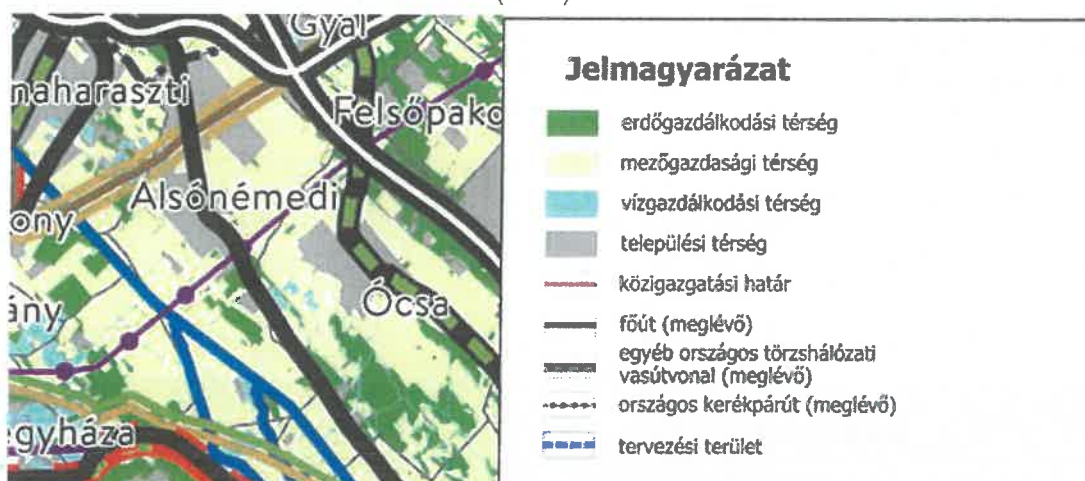 Gyál
naharaszti
Felsőpako
Alsónémedi
ony
Ócsa
ány
egyháza
Jelmagyarázat
erdőgazdálkodási térség
mezőgazdasági térség
vízgazdálkodási térség
települési térség
közigazgatási határ
főút (meglévő)
egyéb országos törzshálózati
vasútvonal (meglévő)
országos kerékpárút (meglévő)
tervezési terület